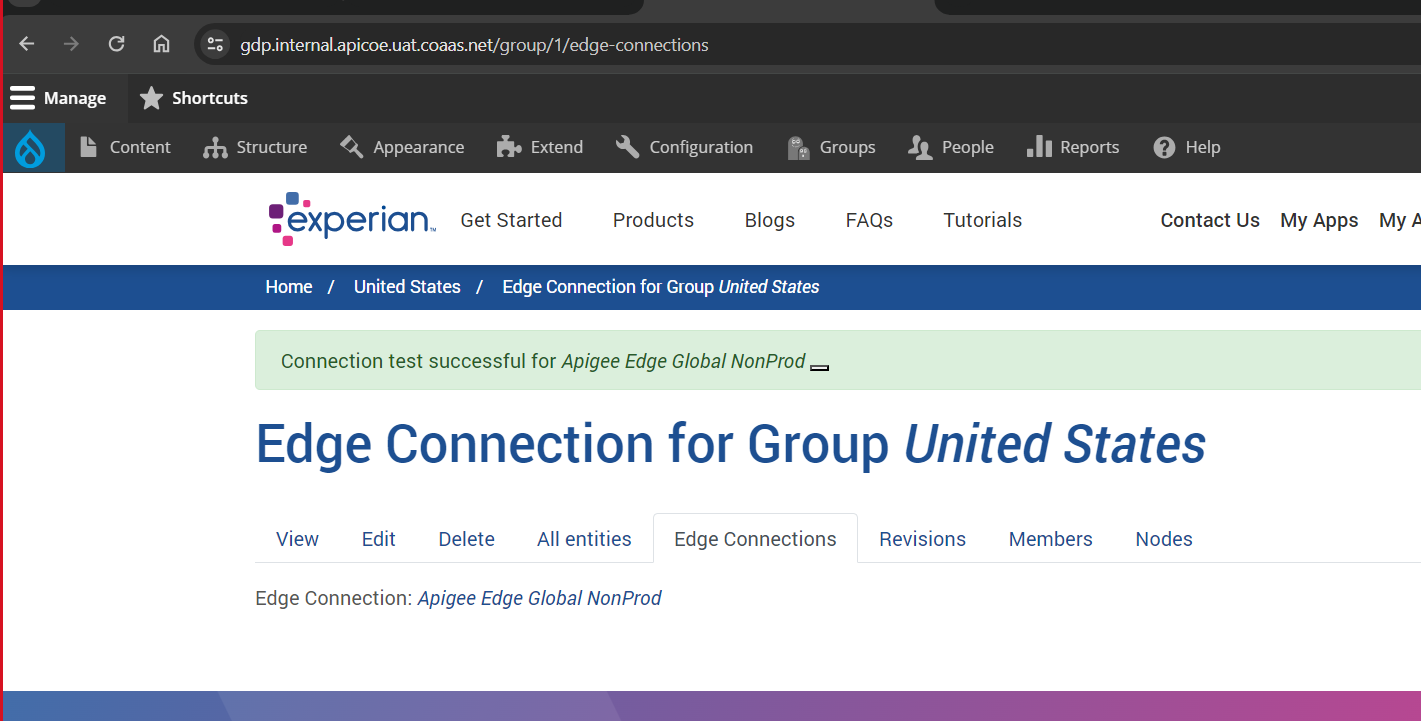 gdp.internal.apicoe.uat.coaas.net/group/1/edge-connections
Manage Shortcuts
Content Structure Appearance Extend Configuration Groups People Reports Help
experian™ Get Started Products Blogs FAQs Tutorials Contact Us My Apps My A
Home / United States / Edge Connection for Group United States
Connection test successful for Apigee Edge Global NonProd
Edge Connection for Group United States
View Edit Delete All entities Edge Connections Revisions Members Nodes
Edge Connection: Apigee Edge Global NonProd